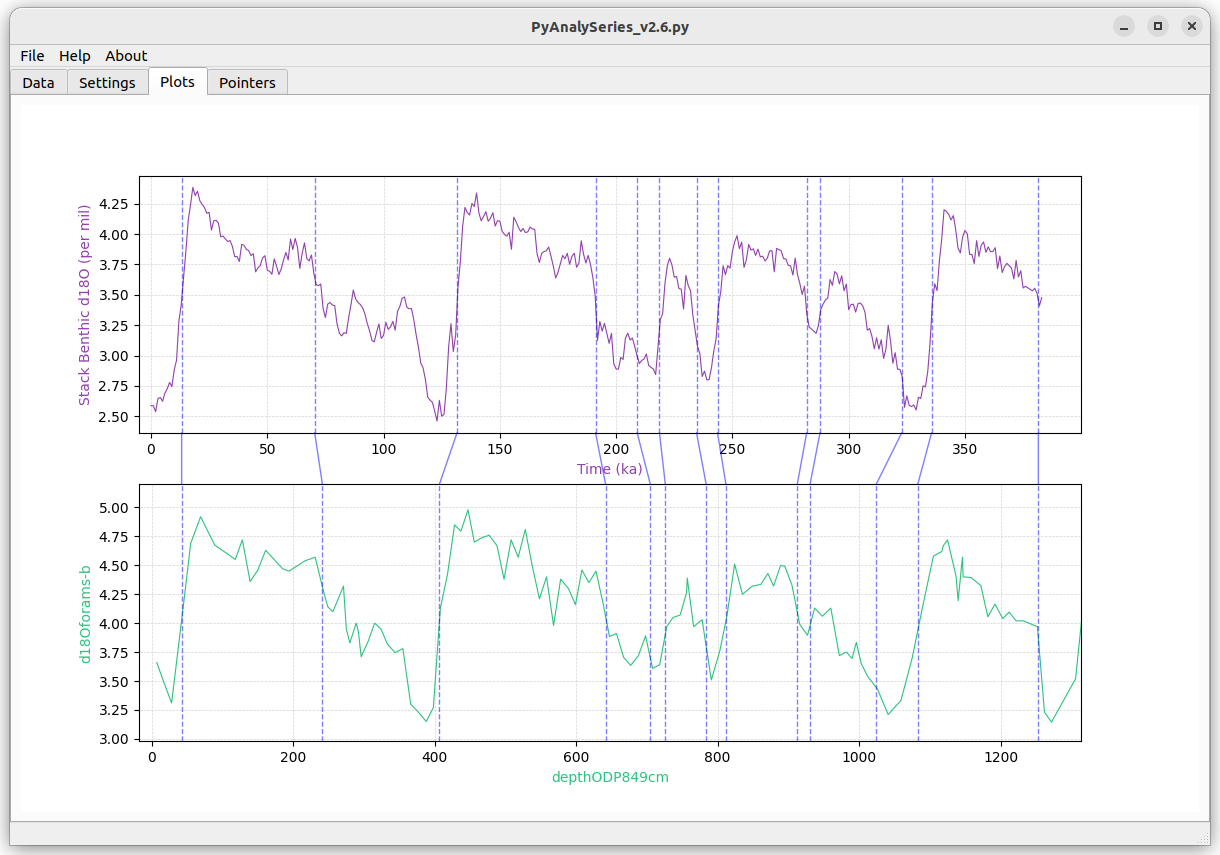 PyAnalySeries_v2.6.py
File Help About
Data Settings Plots Pointers
Stack Benthic d18O (per mil)
4.25
4.00
3.75
3.50
3.25
3.00
2.75
2.50
0 50 100 150 200 250 300 350
Time (ka)
d18Oforams-b
5.00
4.75
4.50
4.25
4.00
3.75
3.50
3.25
3.00
0 200 400 600 800 1000 1200
depthODP849cm